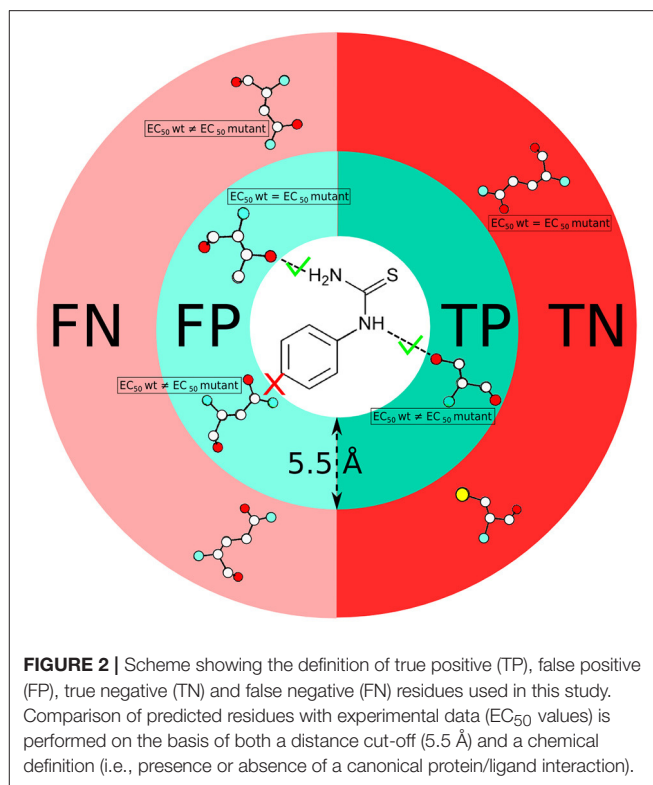 EC50 wt ≠ EC50 mutant
EC50 wt = EC50 mutant
EC50 wt = EC50 mutant
H2N
S
NH
FN
FP
TP
TN
X
EC50 wt ≠ EC50 mutant
EC50 wt ≠ EC50 mutant
5.5 Å
FIGURE 2 | Scheme showing the definition of true positive (TP), false positive
(FP), true negative (TN) and false negative (FN) residues used in this study.
Comparison of predicted residues with experimental data (EC50 values) is
performed on the basis of both a distance cut-off (5.5 Å) and a chemical
definition (i.e., presence or absence of a canonical protein/ligand interaction).